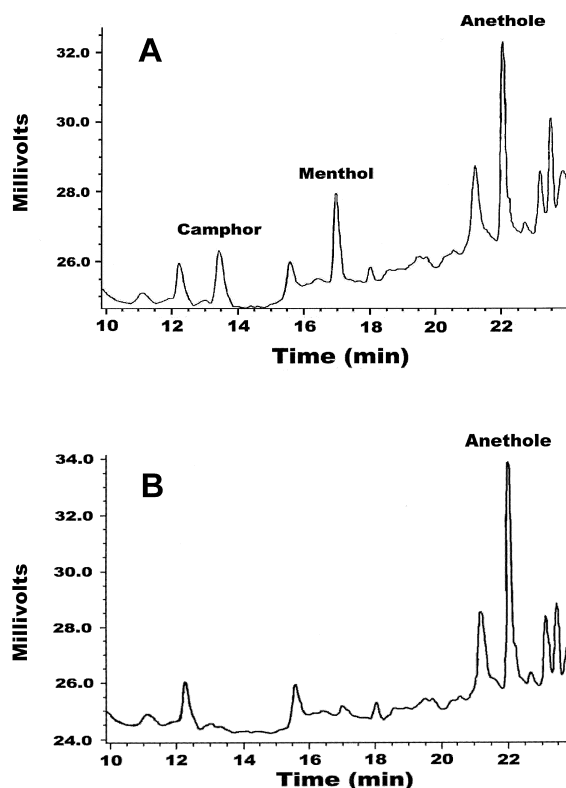 A
Anethole
32.0
30.0
Menthol
28.0
Camphor
26.0
Millivolts
10 12 14 16 18 20 22
Time (min)
Anethole
34.0
B
32.0
30.0
28.0
26.0
24.0
Millivolts
10 12 14 16 18 20 22
Time (min)